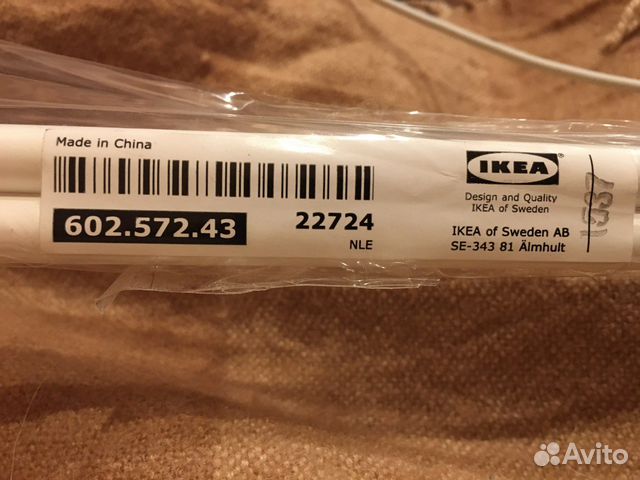 Made in China
602.572.43
22724
NLE
IKEA
Design and Quality
IKEA of Sweden
IKEA of Sweden AB
SE-343 81 Älmhult
Avito